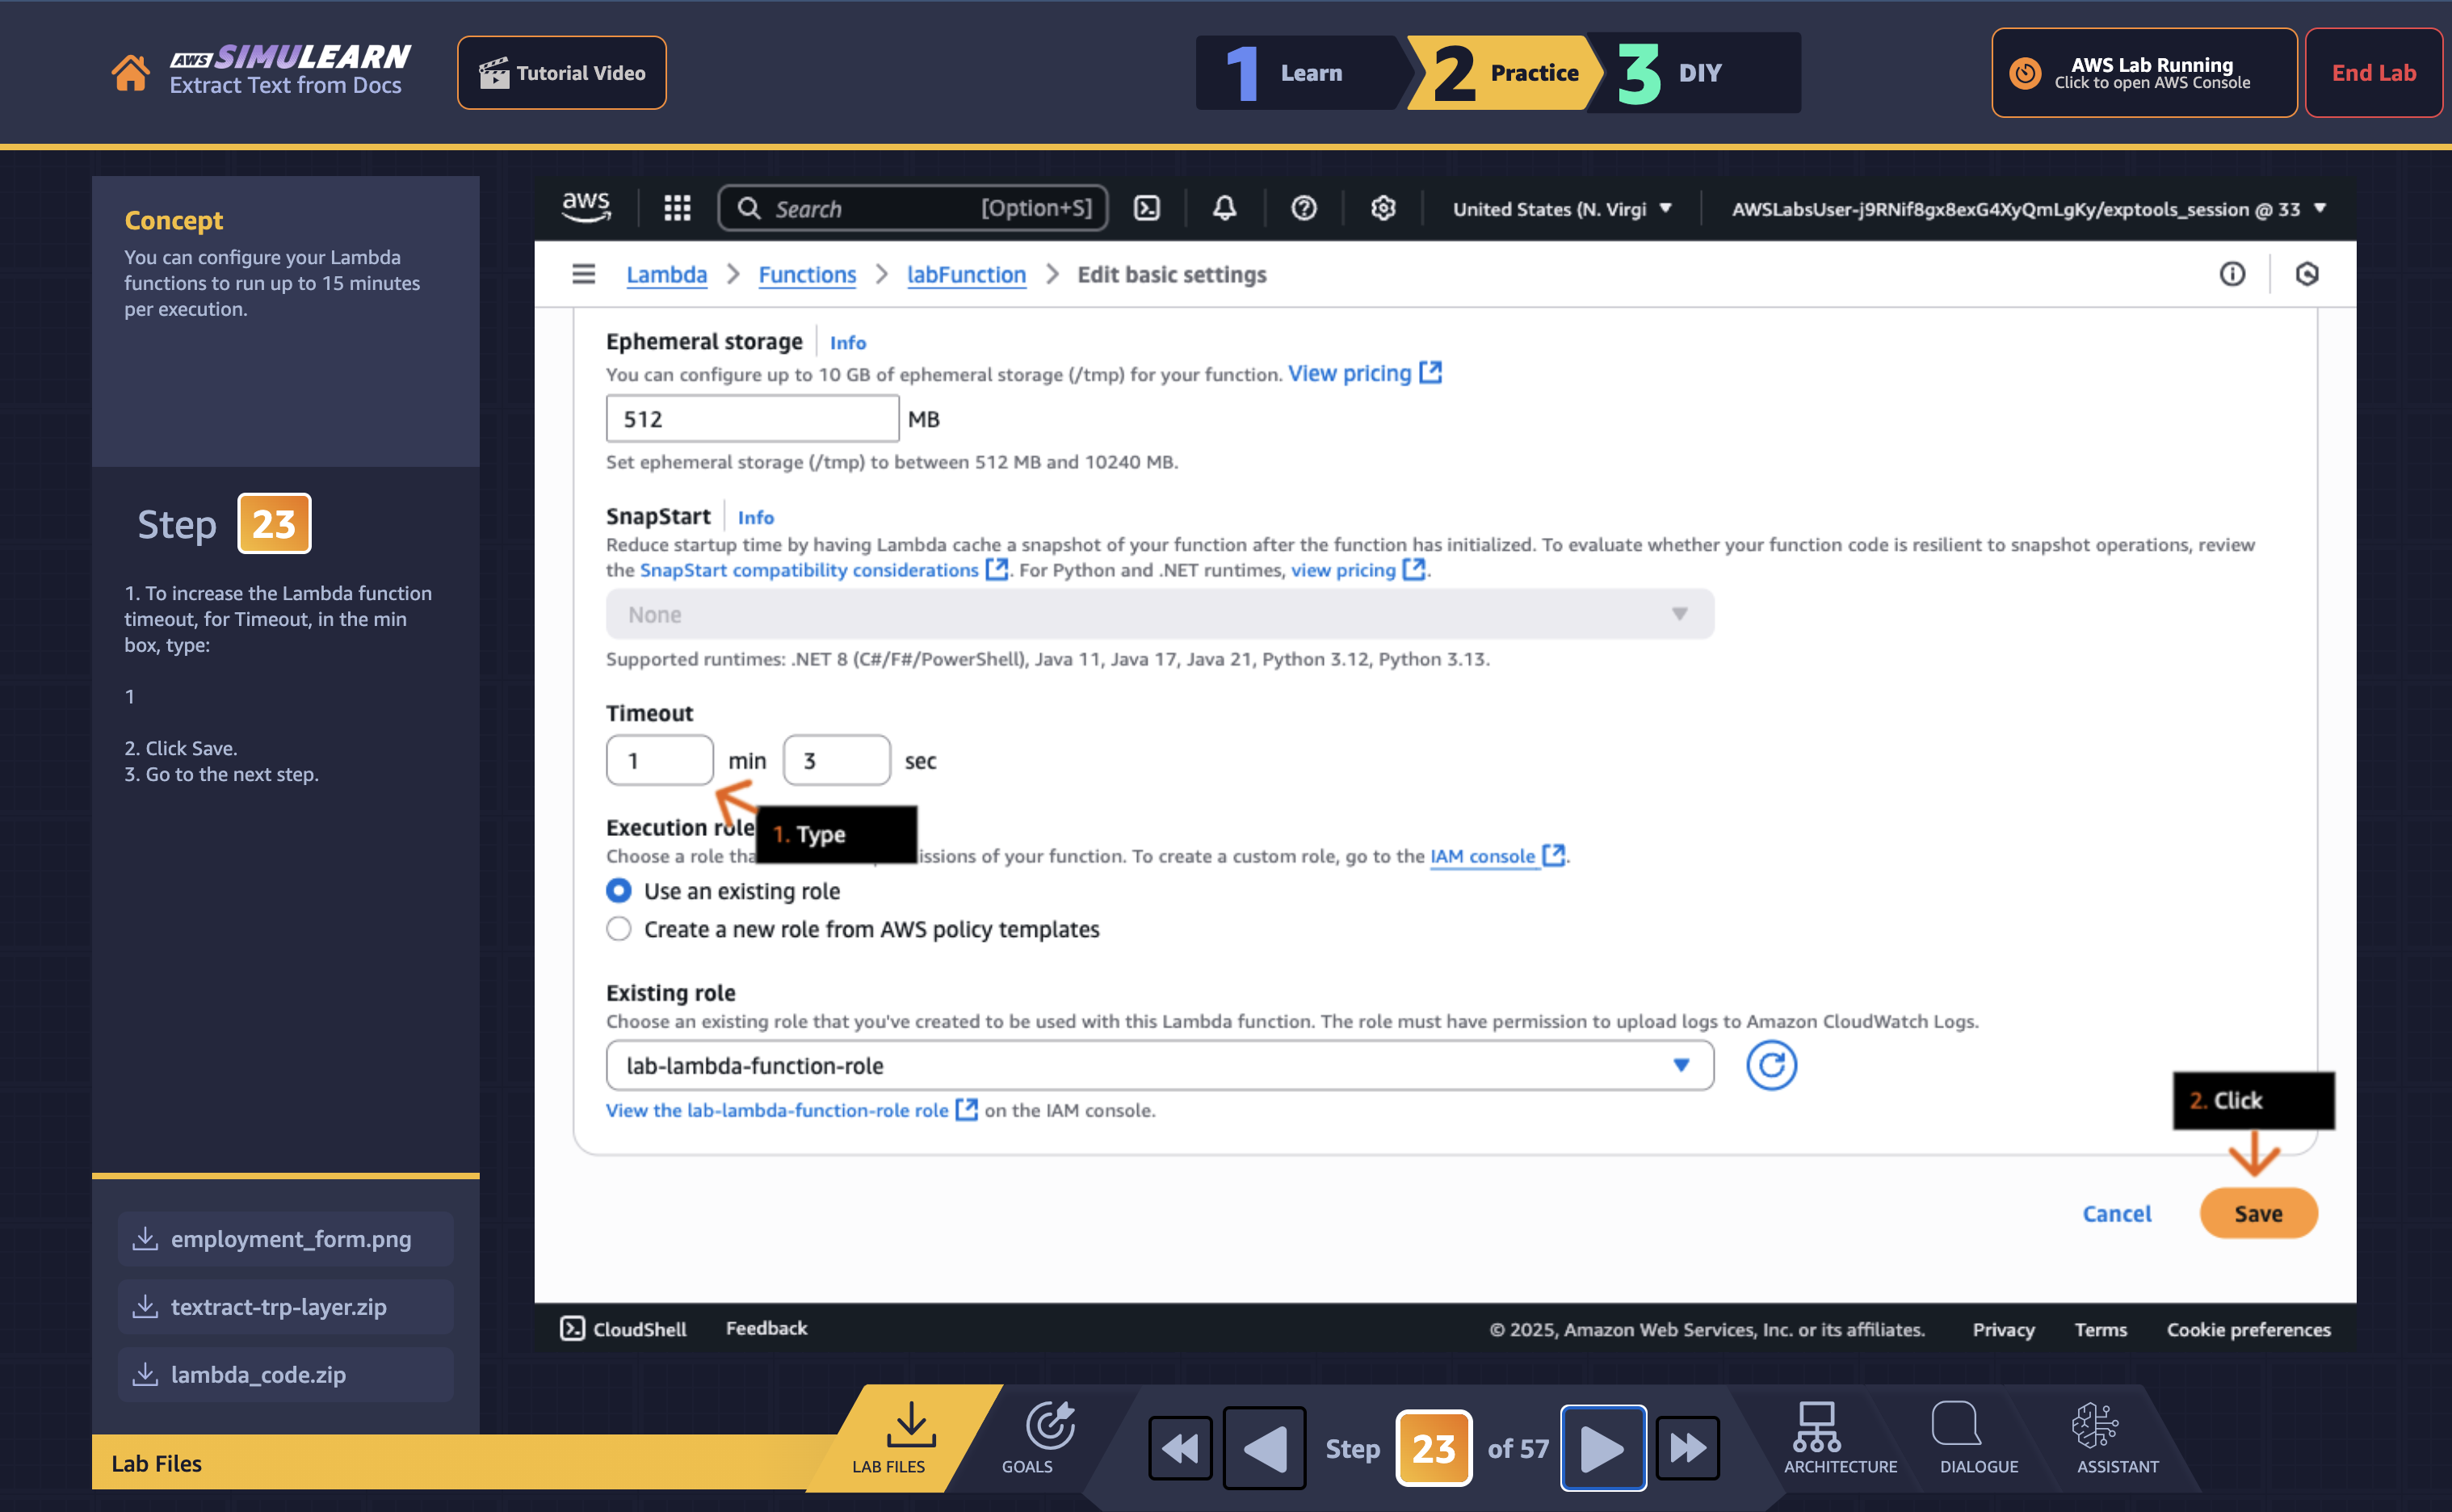 AWS SIMULEARN
Extract Text from Docs
Tutorial Video
1 Learn
2 Practice
3 DIY
AWS Lab Running
Click to open AWS Console
End Lab
Concept
You can configure your Lambda
functions to run up to 15 minutes
per execution.
Step 23
1. To increase the Lambda function
timeout, for Timeout, in the min
box, type:
1
2. Click Save.
3. Go to the next step.
employment_form.png
textract-trp-layer.zip
lambda_code.zip
Lab Files
aws
Search [Option+S]
United States (N. Virgi
AWSLabsUser-j9RNif8gx8exG4XyQmLgKy/exptools_session @ 33
Lambda > Functions > labFunction > Edit basic settings
Ephemeral storage Info
You can configure up to 10 GB of ephemeral storage (/tmp) for your function. View pricing
512 MB
Set ephemeral storage (/tmp) to between 512 MB and 10240 MB.
SnapStart Info
Reduce startup time by having Lambda cache a snapshot of your function after the function has initialized. To evaluate whether your function code is resilient to snapshot operations, review
the SnapStart compatibility considerations. For Python and .NET runtimes, view pricing.
None
Supported runtimes: .NET 8 (C#/F#/PowerShell), Java 11, Java 17, Java 21, Python 3.12, Python 3.13.
Timeout
1 min 3 sec
Execution role
1. Type
Choose a role tha issions of your function. To create a custom role, go to the IAM console.
Use an existing role
Create a new role from AWS policy templates
Existing role
Choose an existing role that you've created to be used with this Lambda function. The role must have permission to upload logs to Amazon CloudWatch Logs.
lab-lambda-function-role
View the lab-lambda-function-role role on the IAM console.
2. Click
Cancel Save
CloudShell Feedback © 2025, Amazon Web Services, Inc. or its affiliates. Privacy Terms Cookie preferences
LAB FILES
GOALS
Step 23 of 57
ARCHITECTURE
DIALOGUE
ASSISTANT